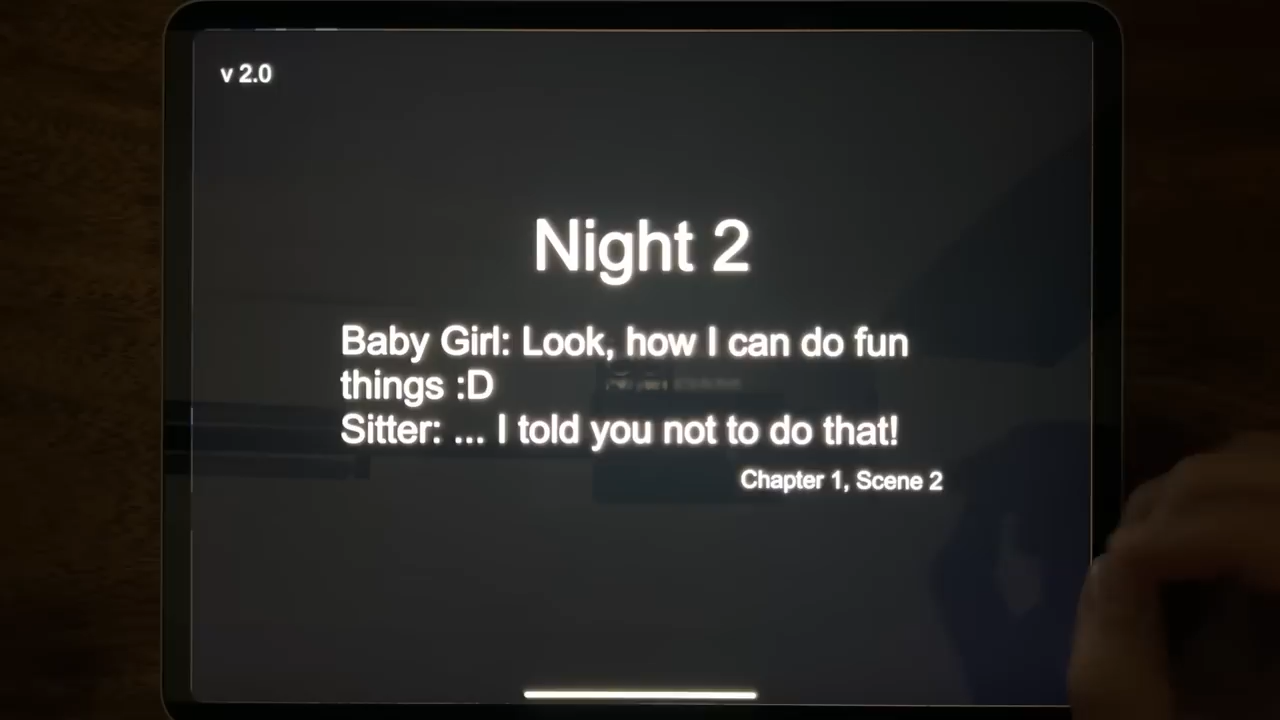 v 2.0
Night 2
Baby Girl: Look, how I can do fun
things :D
Sitter: ... I told you not to do that!
Chapter 1, Scene 2